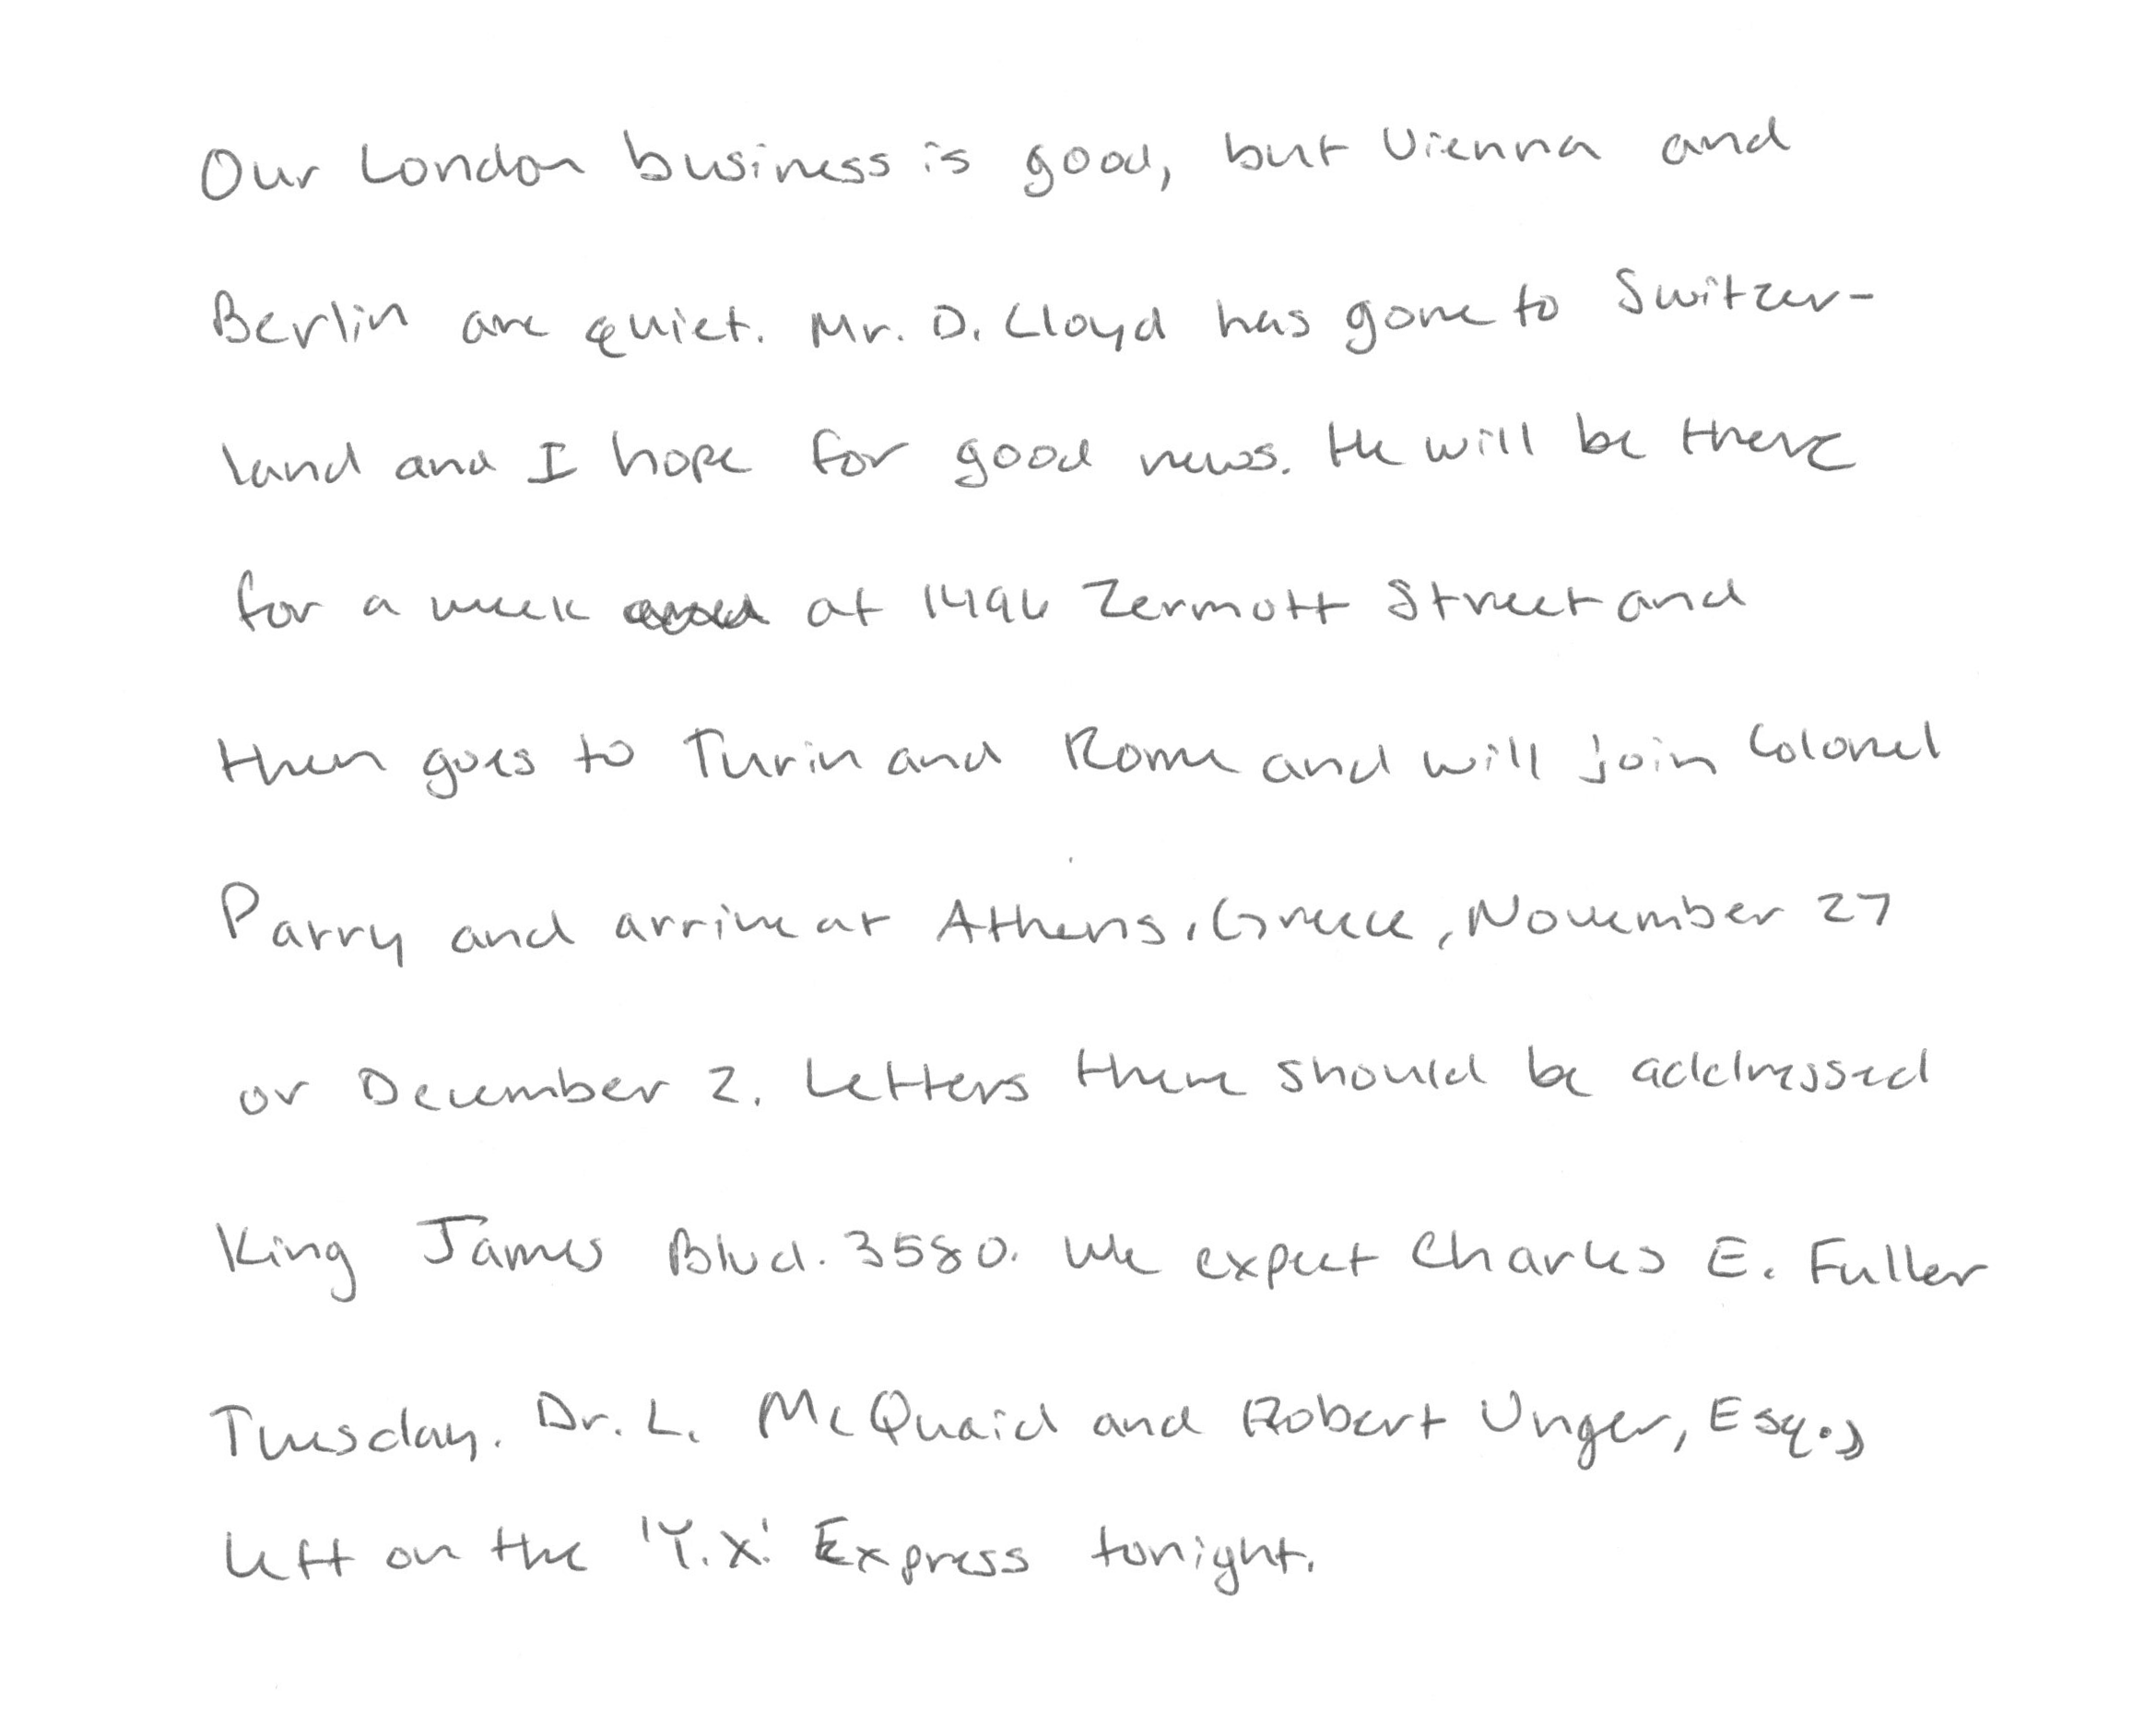 Our London business is good, but Vienna and
Berlin are quiet. Mr. D. Lloyd has gone to Switzer-
land and I hope for good news. He will be there
for a week at 1496 Zermott Street and
then goes to Turin and Rome and will join Colonel
Parry and arrive at Athens, Greece, November 27
or December 2. Letters there should be addressed
King James Blvd. 3580. We expect Charles E. Fuller
Tuesday. Dr. L. McQuaid and Robert Unger, Esq.,
left on the 'Y.X.' Express tonight.